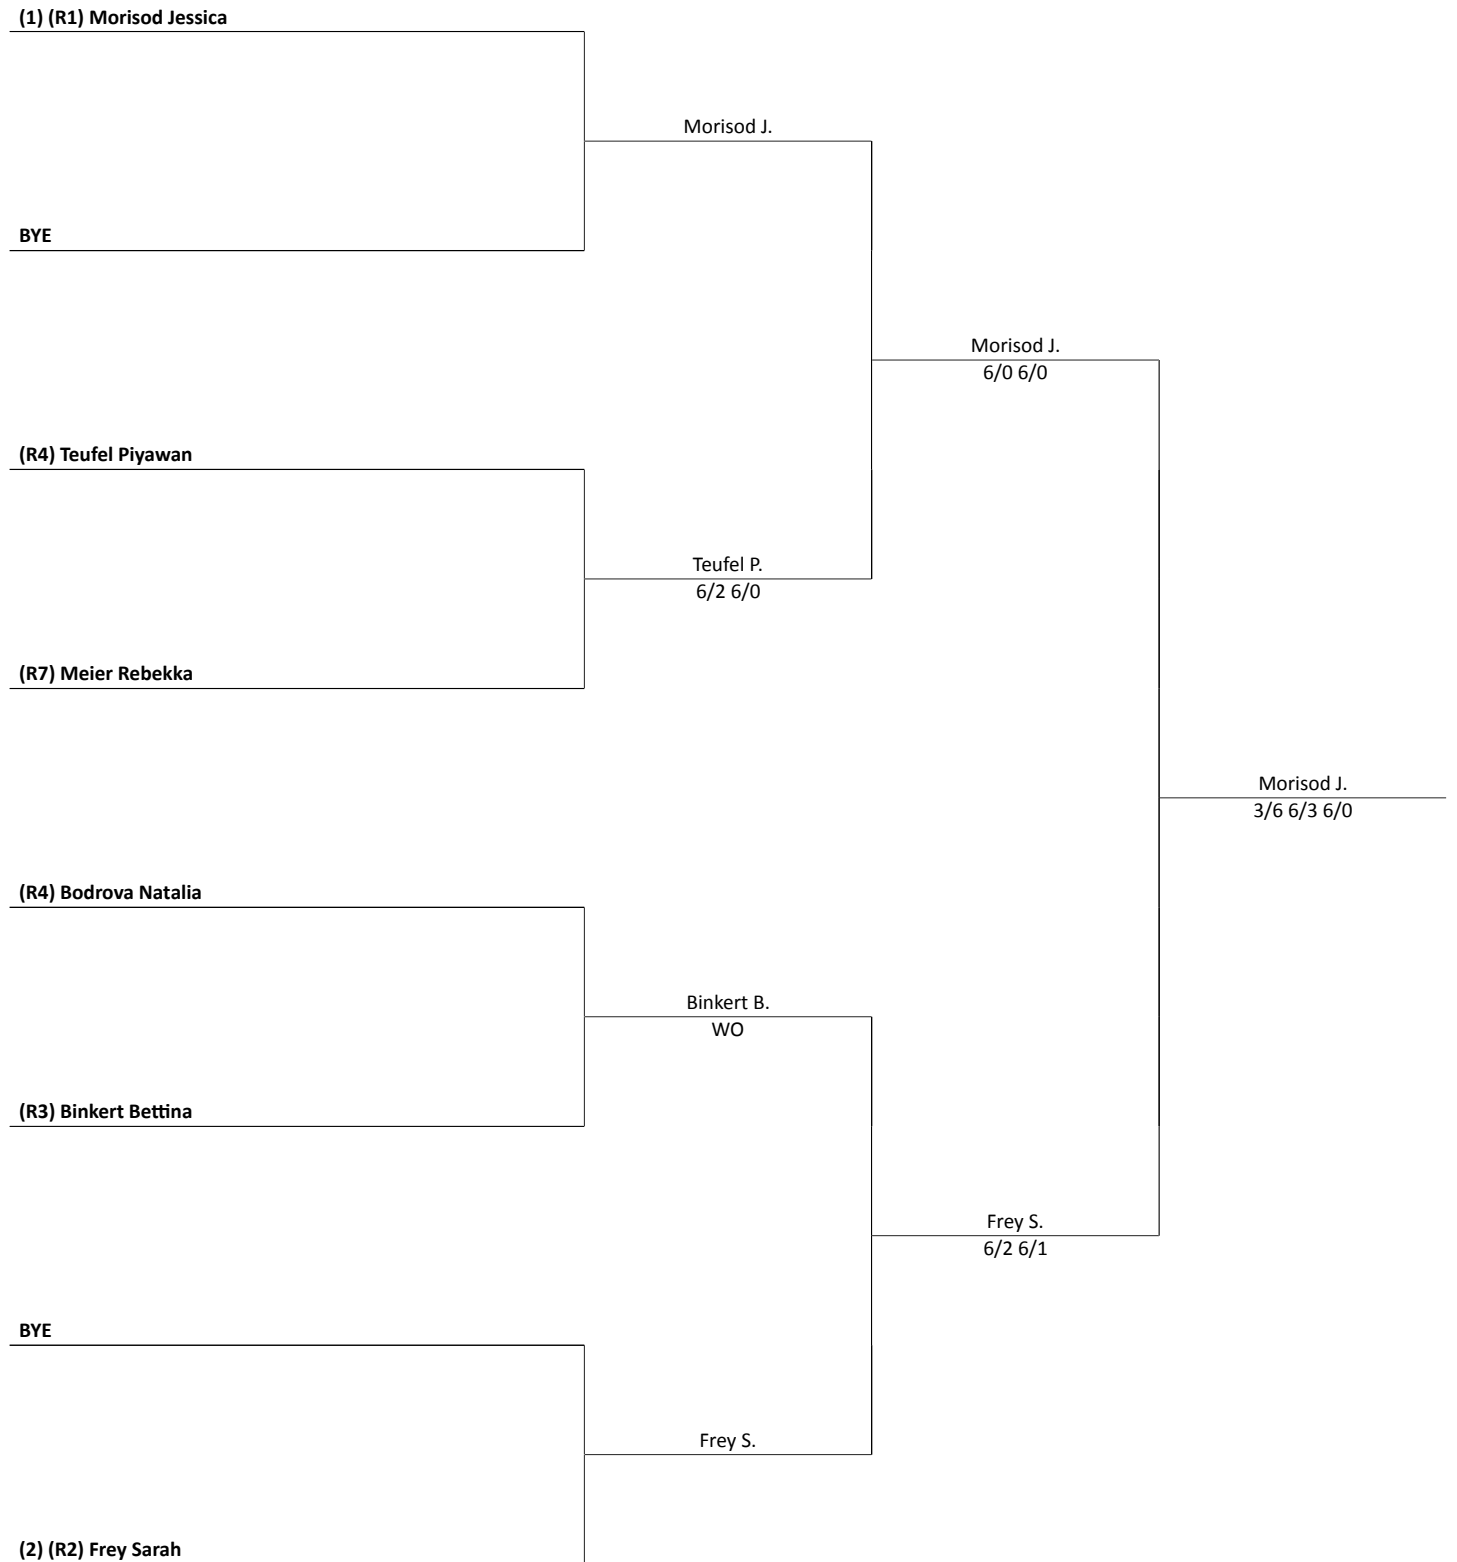 (1) (R1) Morisod Jessica
Morisod J.
BYE
Morisod J.
6/0 6/0
(R4) Teufel Piyawan
Teufel P.
6/2 6/0
(R7) Meier Rebekka
Morisod J.
3/6 6/3 6/0
(R4) Bodrova Natalia
Binkert B.
WO
(R3) Binkert Bettina
Frey S.
6/2 6/1
BYE
Frey S.
(2) (R2) Frey Sarah